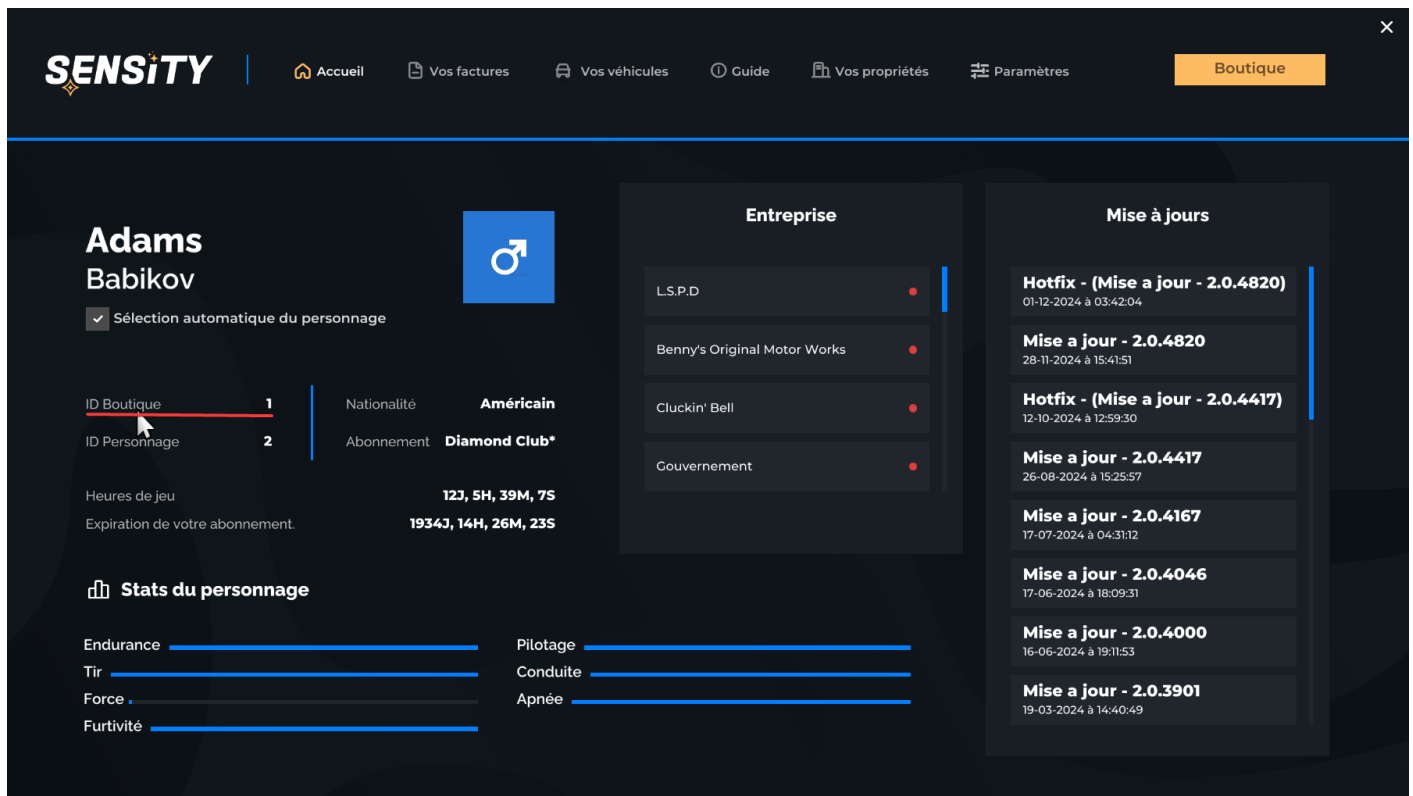 SENSiTY
Accueil
Vos factures
Vos véhicules
Guide
Vos propriétés
Paramètres
Boutique
Adams
Babikov
Sélection automatique du personnage
ID Boutique 1
Nationalité Américain
ID Personnage 2
Abonnement Diamond Club*
Heures de jeu 12J, 5H, 39M, 7S
Expiration de votre abonnement. 1934J, 14H, 26M, 23S
Stats du personnage
Endurance
Tir
Force
Furtivité
Pilotage
Conduite
Apnée
Entreprise
L.S.P.D
Benny's Original Motor Works
Cluckin' Bell
Gouvernement
Mise à jours
Hotfix - (Mise a jour - 2.0.4820)
01-12-2024 à 03:42:04
Mise a jour - 2.0.4820
28-11-2024 à 15:41:51
Hotfix - (Mise a jour - 2.0.4417)
12-10-2024 à 12:59:30
Mise a jour - 2.0.4417
26-08-2024 à 15:25:57
Mise a jour - 2.0.4167
17-07-2024 à 04:31:12
Mise a jour - 2.0.4046
17-06-2024 à 18:09:31
Mise a jour - 2.0.4000
16-06-2024 à 19:11:53
Mise a jour - 2.0.3901
19-03-2024 à 14:40:49